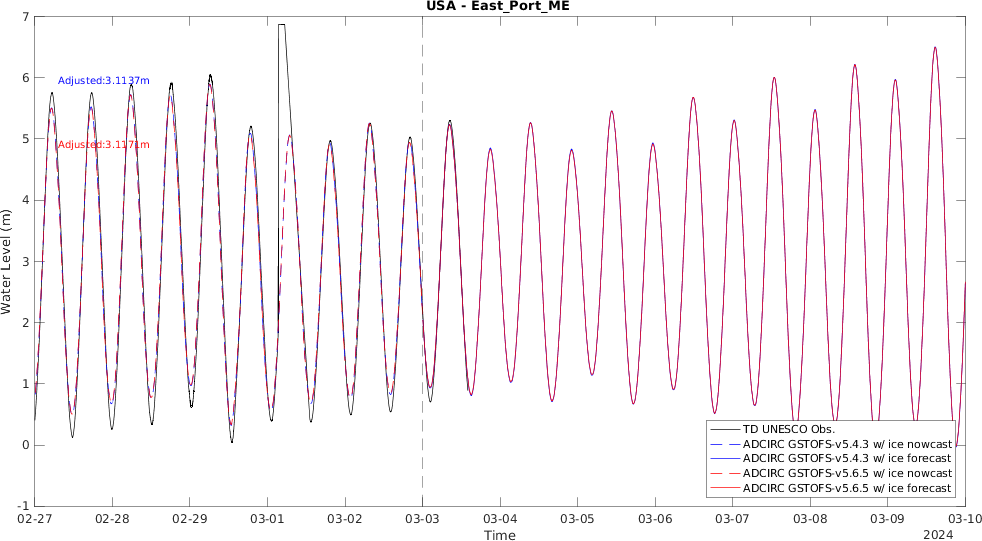 USA - East_Port_ME
7
6
5
4
3
2
1
0
-1
Water Level (m)
Adjusted:3.1137m
Adjusted:3.1171m
TD UNESCO Obs.
ADCIRC GSTOFS-v5.4.3 w/ ice nowcast
ADCIRC GSTOFS-v5.4.3 w/ ice forecast
ADCIRC GSTOFS-v5.6.5 w/ ice nowcast
ADCIRC GSTOFS-v5.6.5 w/ ice forecast
02-27 02-28 02-29 03-01 03-02 03-03 03-04 03-05 03-06 03-07 03-08 03-09 03-10
Time
2024